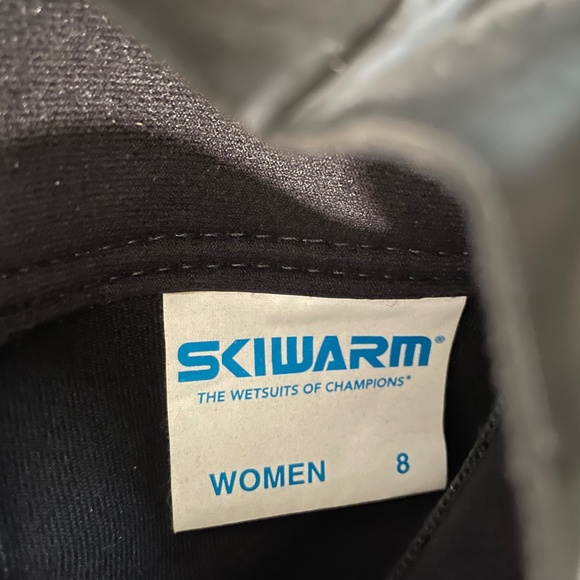 SKIWARM®
THE WETSUITS OF CHAMPIONS®
WOMEN 8